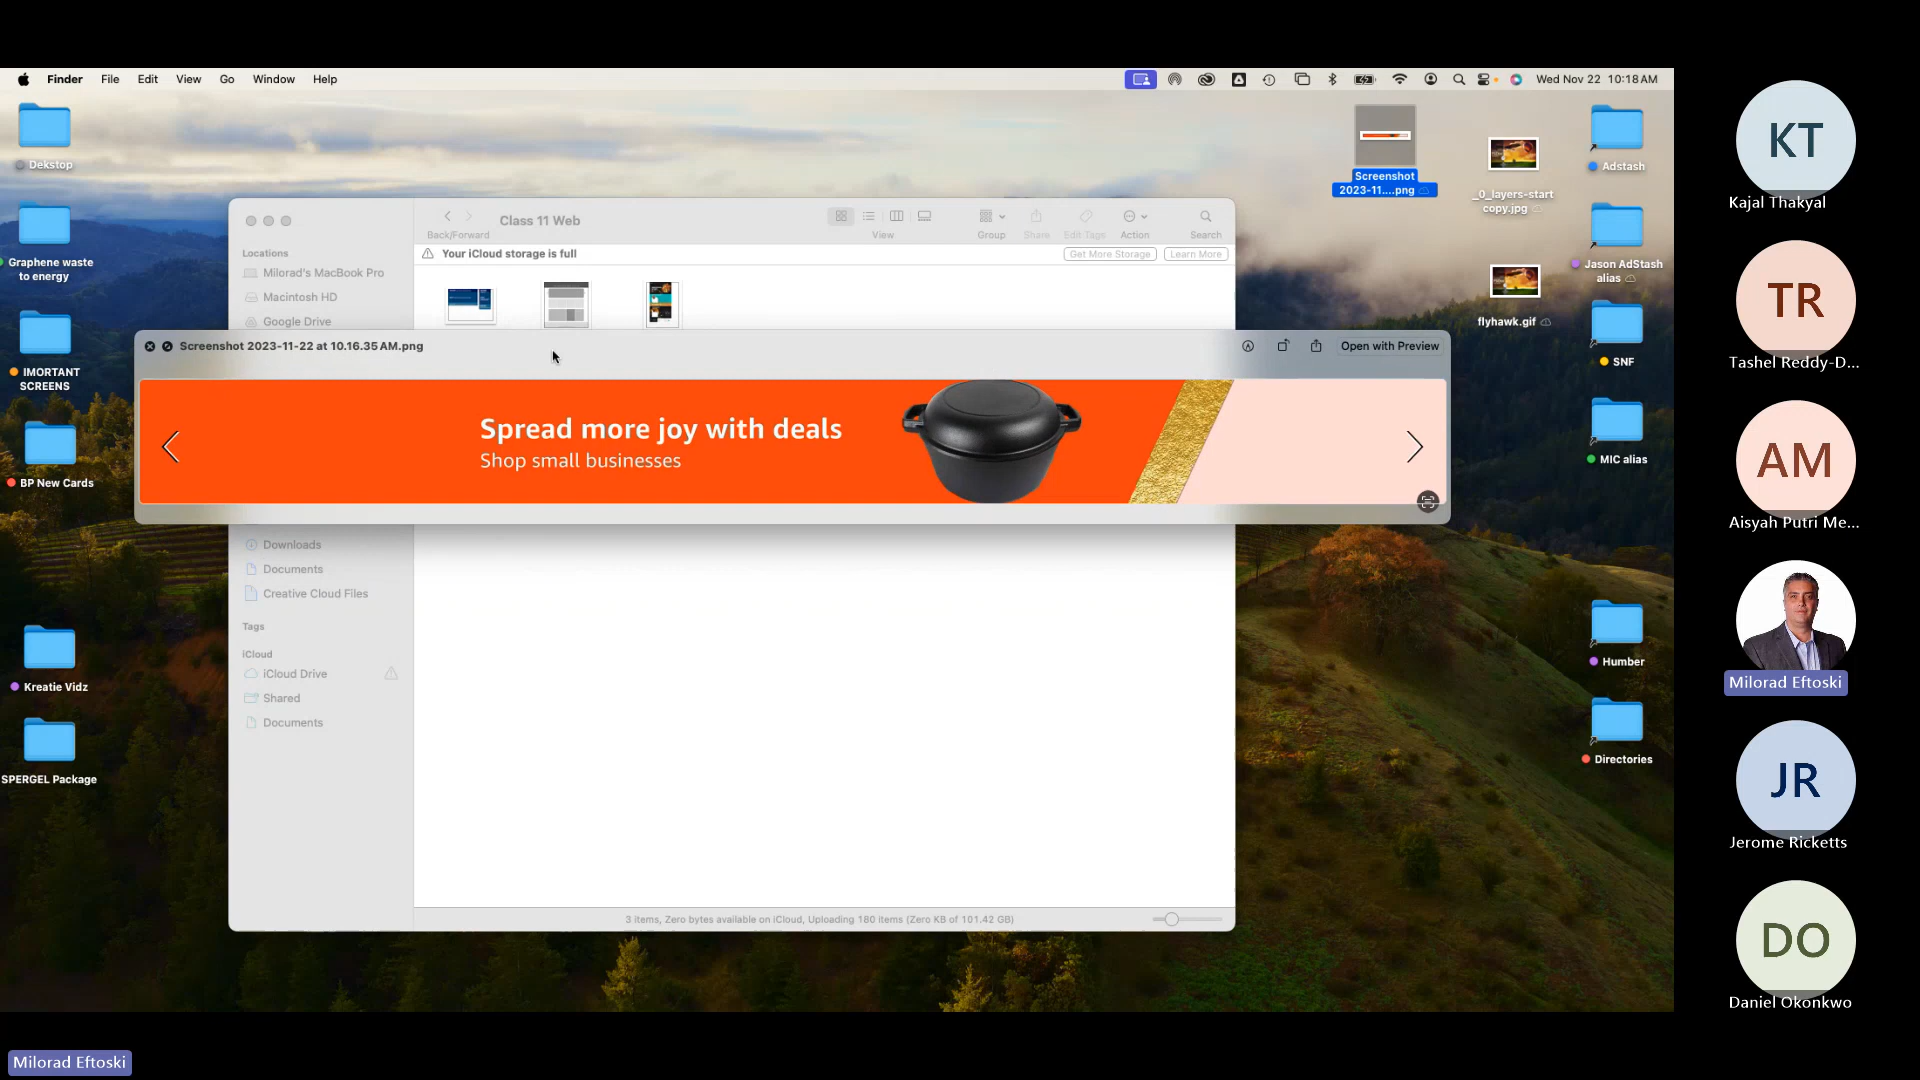 Finder File Edit View Go Window Help
Wed Nov 22 10:18 AM
Dekstop
Graphene waste
to energy
IMORTANT
SCREENS
BP New Cards
Kreatie Vidz
SPERGEL Package
Screenshot
2023-11....png
_0_layers-start
copy.jpg
flyhawk.gif
Adstash
Jason AdStash
alias
SNF
MIC alias
Humber
Directories
Class 11 Web
Back/Forward
View
Group
Share
Edit Tags
Action
Search
Your iCloud storage is full
Get More Storage
Learn More
Locations
Milorad's MacBook Pro
Macintosh HD
Google Drive
Screenshot 2023-11-22 at 10.16.35 AM.png
Open with Preview
Spread more joy with deals
Shop small businesses
Downloads
Documents
Creative Cloud Files
Tags
iCloud
iCloud Drive
Shared
Documents
3 items, Zero bytes available on iCloud, Uploading 180 items (Zero KB of 101.42 GB)
KT
Kajal Thakyal
TR
Tashel Reddy-D...
AM
Aisyah Putri Me...
Milorad Eftoski
JR
Jerome Ricketts
DO
Daniel Okonkwo
Milorad Eftoski